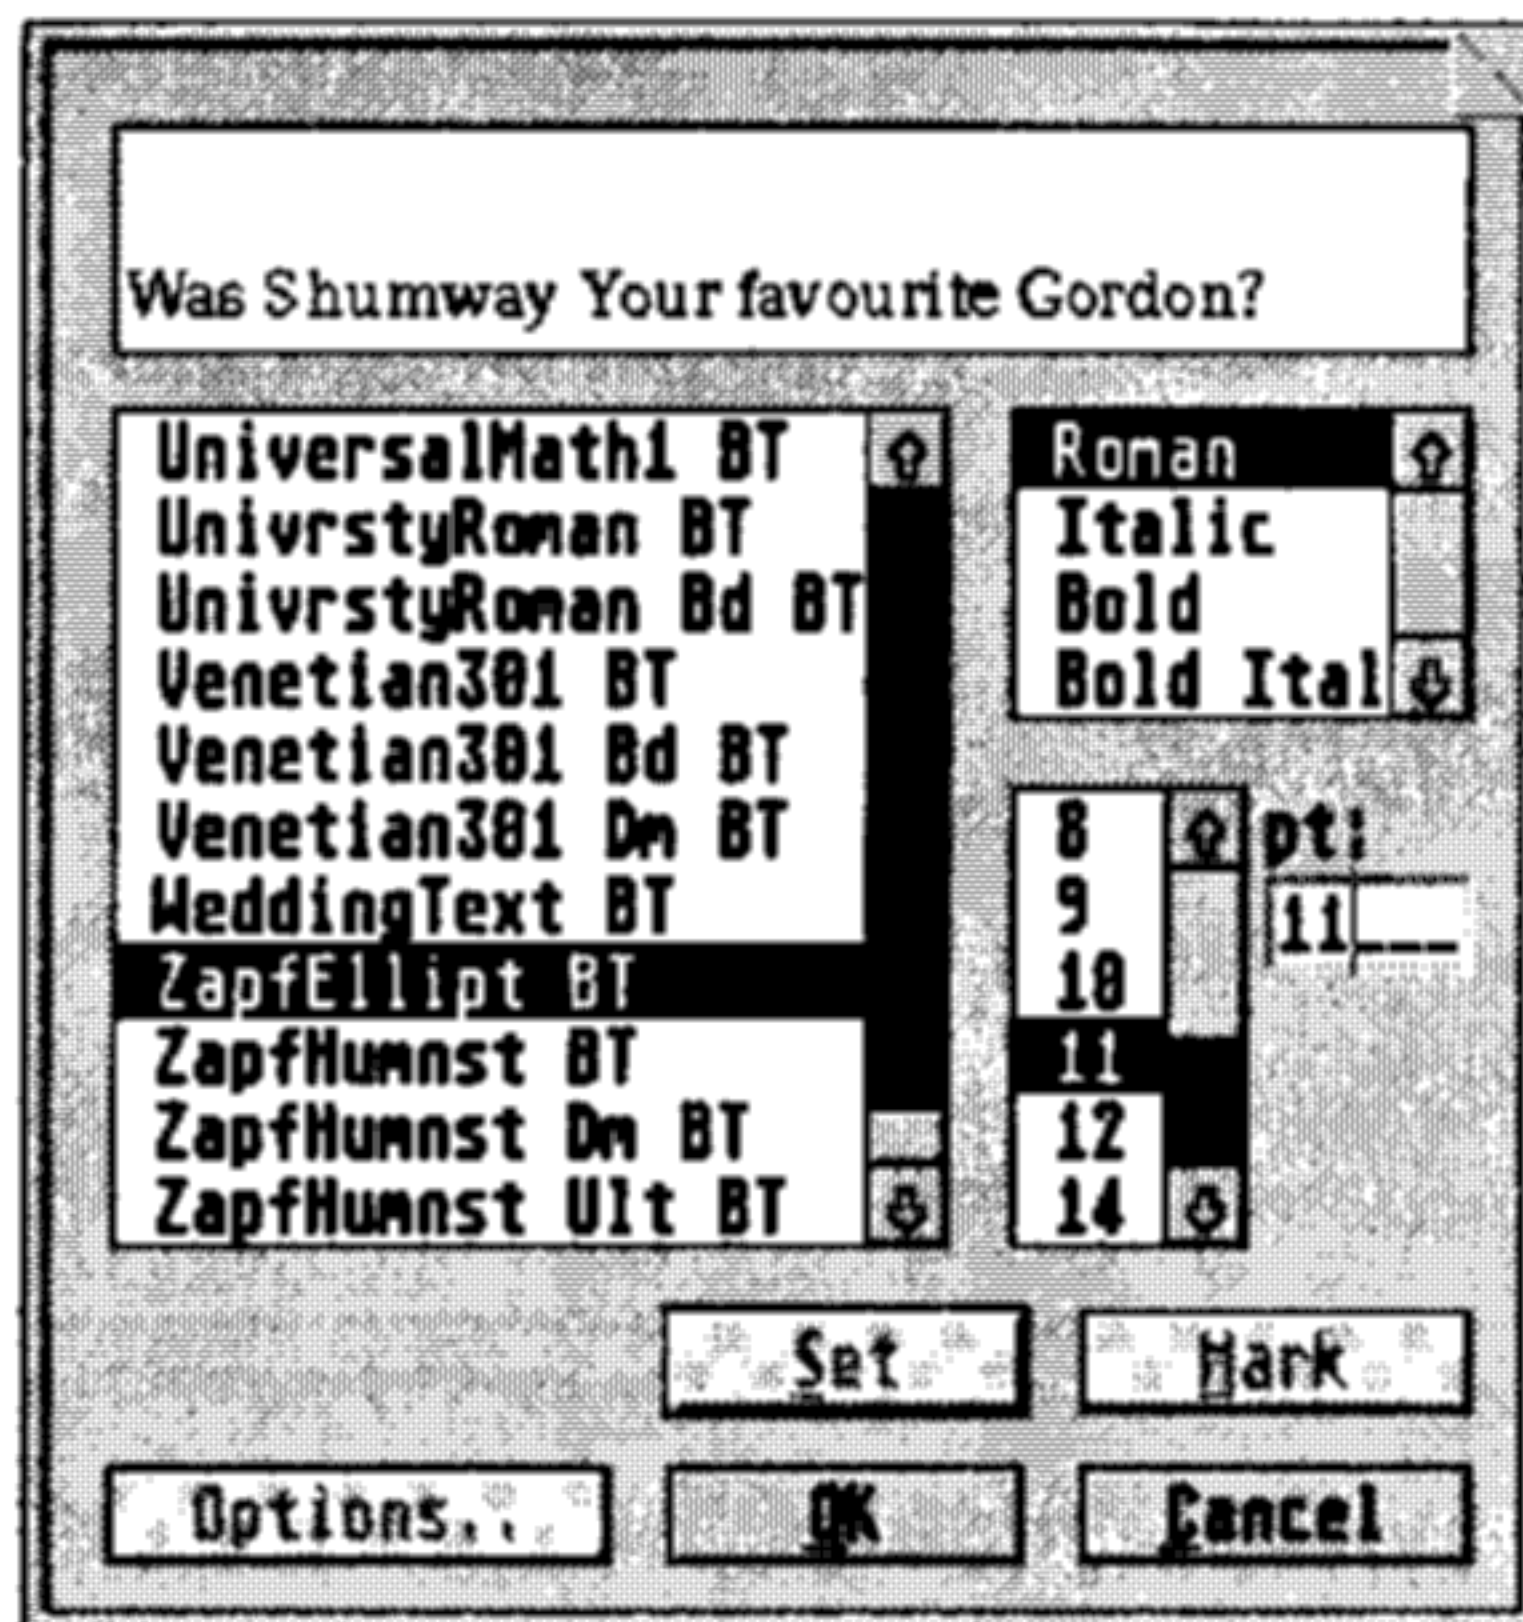 Was Shumway Your favourite Gordon?
UniversalMath1 BT
UnivrstyRoman BT
UnivrstyRoman Bd BT
Venetian301 BT
Venetian301 Bd BT
Venetian301 Dm BT
WeddingText BT
ZapfEllipt BT
ZapfHumnst BT
ZapfHumnst Dm BT
ZapfHumnst Ult BT
Roman
Italic
Bold
Bold Ital
8
9
10
11
12
14
pt:
11___
Set
Mark
Options..
OK
Cancel